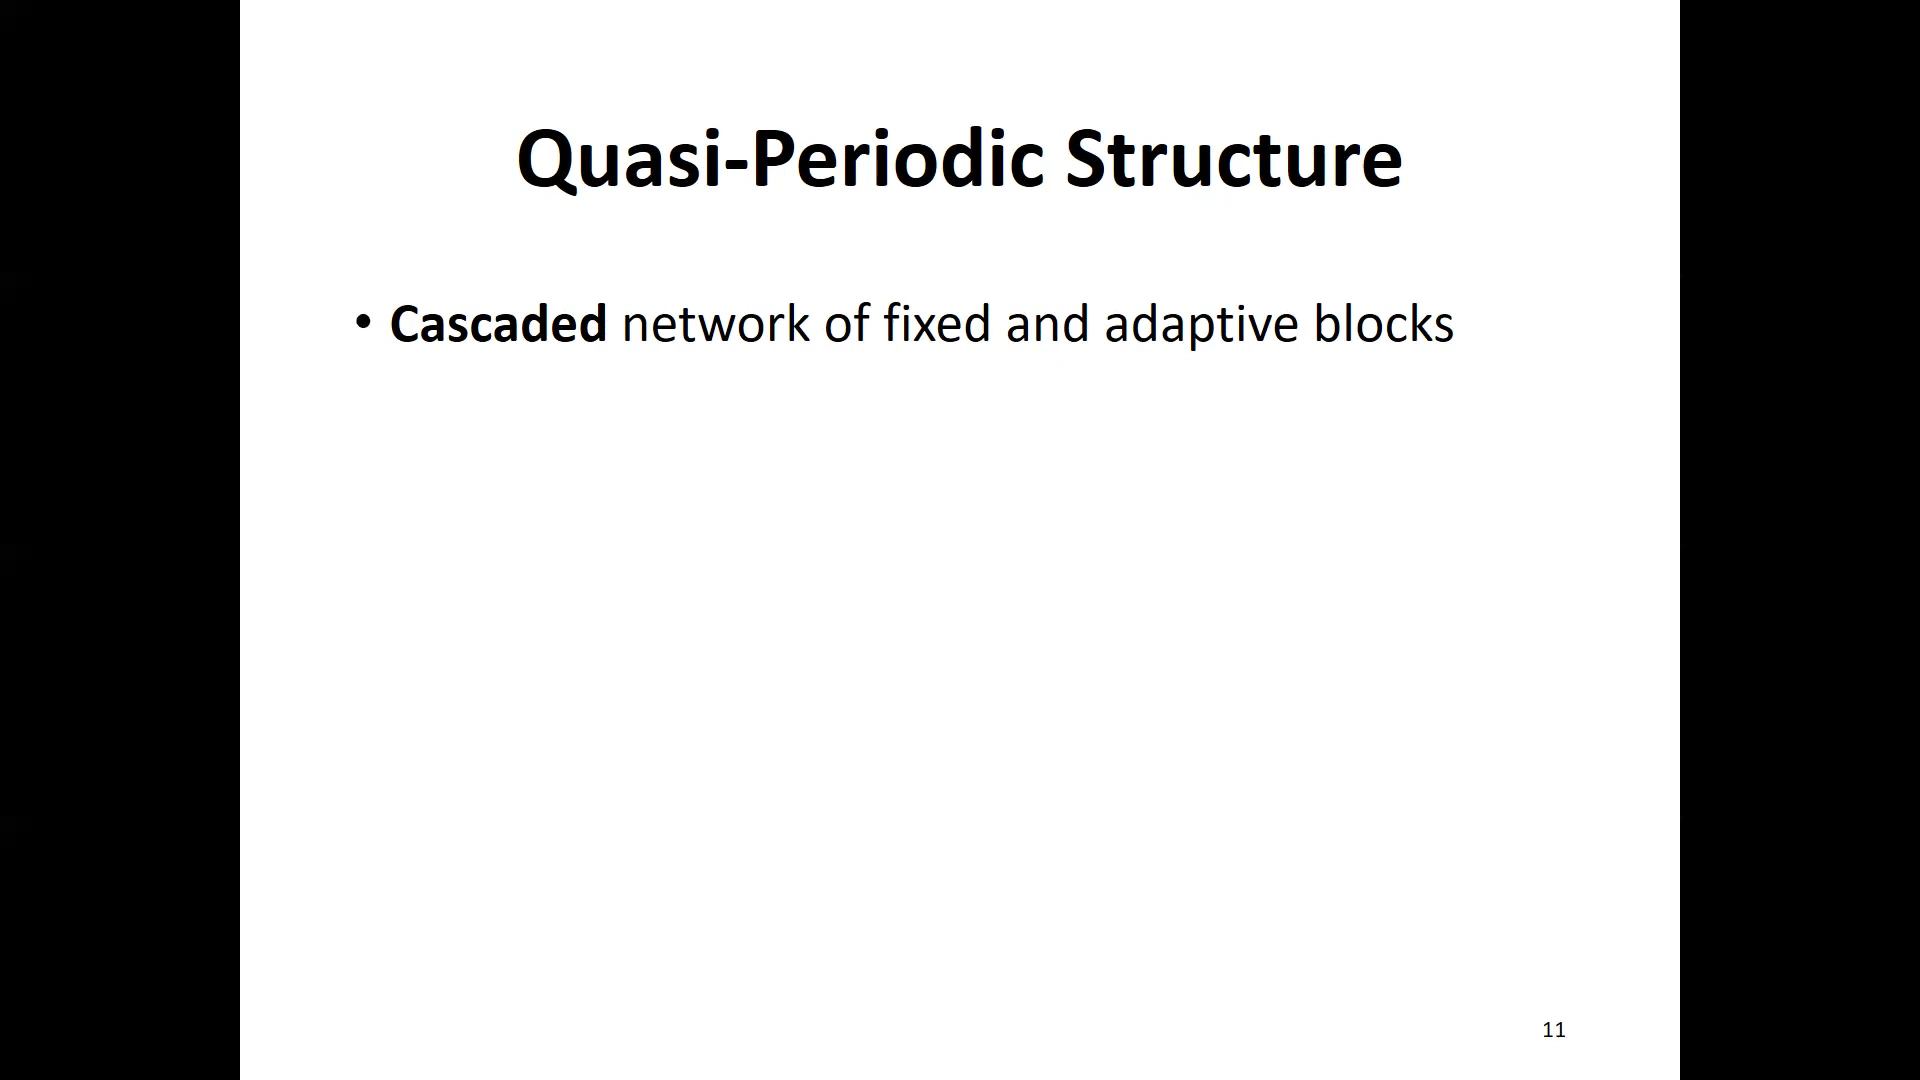 Quasi-Periodic Structure
• Cascaded network of fixed and adaptive blocks
11